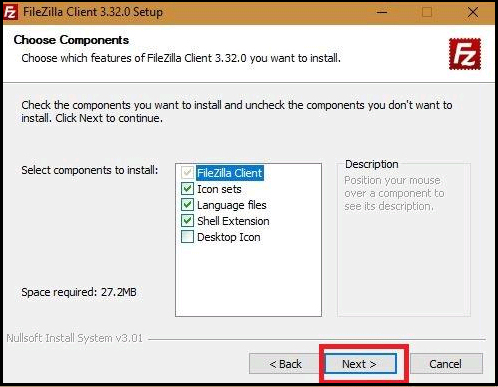 FileZilla Client 3.32.0 Setup
Choose Components
Choose which features of FileZilla Client 3.32.0 you want to install.
Fz
Check the components you want to install and uncheck the components you don't want to
install. Click Next to continue.
Select components to install:
FileZilla Client
Icon sets
Language files
Shell Extension
Desktop Icon
Description
Position your mouse
over a component to
see its description.
Space required: 27.2MB
Nullsoft Install System v3.01
< Back
Next >
Cancel